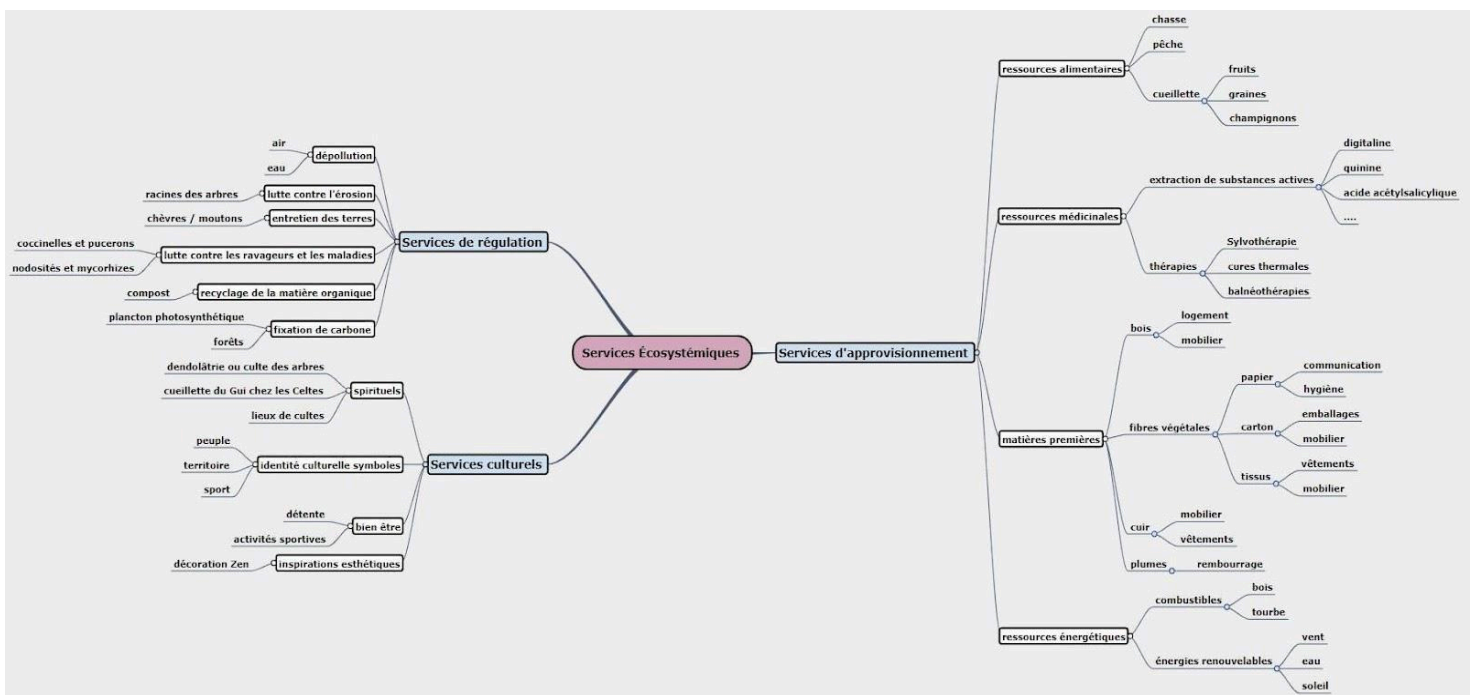 Services Écosystémiques
Services de régulation
dépollution
air
eau
lutte contre l'érosion
racines des arbres
entretien des terres
chèvres / moutons
lutte contre les ravageurs et les maladies
coccinelles et pucerons
nodosités et mycorhizes
recyclage de la matière organique
compost
fixation de carbone
plancton photosynthétique
forêts
Services culturels
spirituels
dendolâtrie ou culte des arbres
cueillette du Gui chez les Celtes
lieux de cultes
identité culturelle symboles
peuple
territoire
sport
bien être
détente
activités sportives
inspirations esthétiques
décoration Zen
Services d'approvisionnement
ressources alimentaires
chasse
pêche
cueillette
fruits
graines
champignons
ressources médicinales
extraction de substances actives
digitaline
quinine
acide acétylsalicylique
....
thérapies
Sylvothérapie
cures thermales
balnéothérapies
matières premières
bois
logement
mobilier
fibres végétales
papier
communication
hygiène
carton
emballages
mobilier
tissus
vêtements
mobilier
cuir
mobilier
vêtements
plumes
rembourrage
ressources énergétiques
combustibles
bois
tourbe
énergies renouvelables
vent
eau
soleil